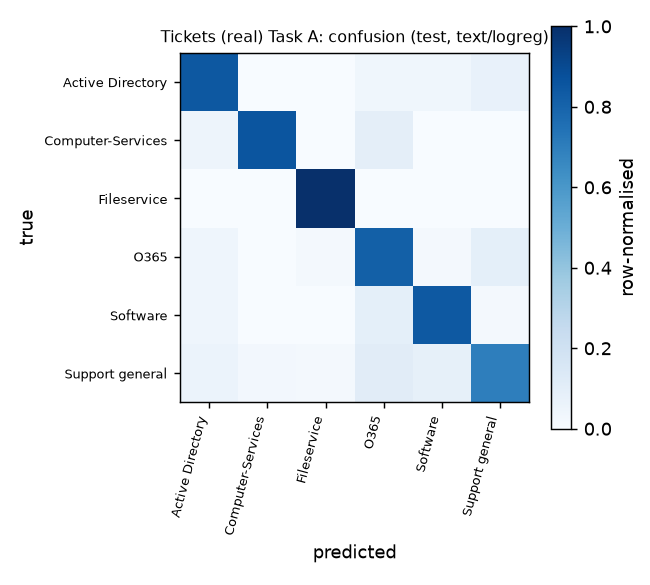 Tickets (real) Task A: confusion (test, text/logreg)
true
Active Directory
Computer-Services
Fileservice
O365
Software
Support general
Active Directory
Computer-Services
Fileservice
O365
Software
Support general
predicted
1.0
0.8
0.6
0.4
0.2
0.0
row-normalised